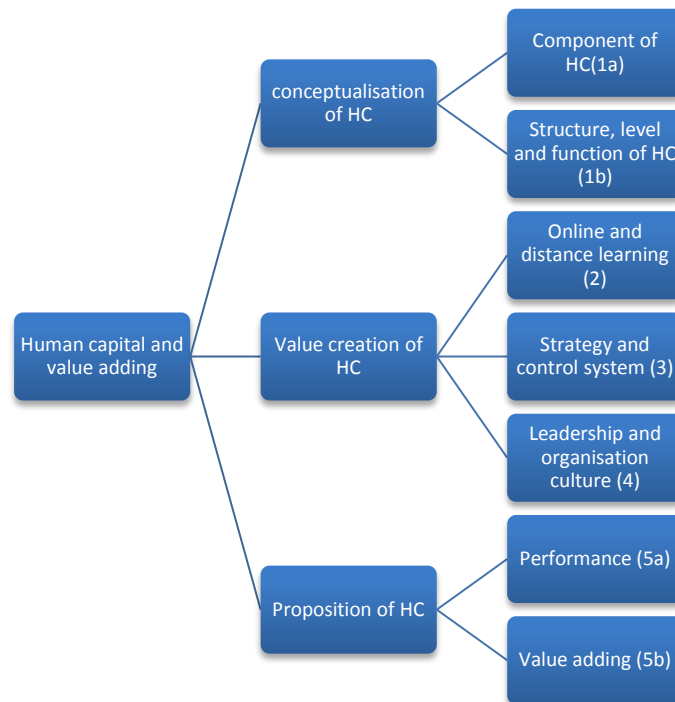 Human capital and
value adding
conceptualisation
of HC
Component of
HC(1a)
Structure, level
and function of HC
(1b)
Value creation of
HC
Online and
distance learning
(2)
Strategy and
control system (3)
Leadership and
organisation
culture (4)
Proposition of HC
Performance (5a)
Value adding (5b)